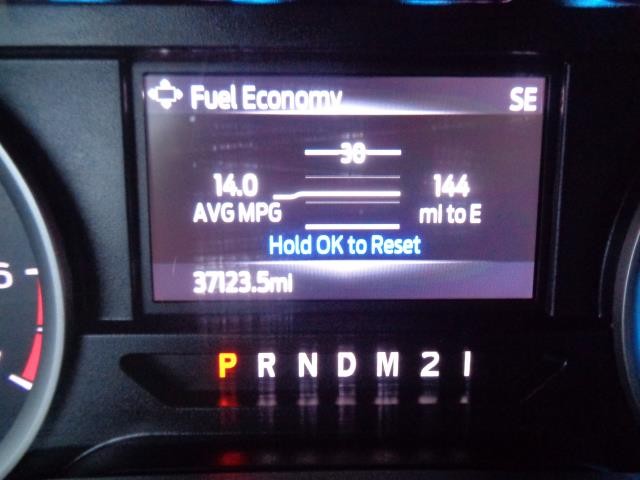 Fuel Economy SE
30
14.0 144
AVG MPG mi to E
Hold OK to Reset
37123.5mi
6
P R N D M 2 1